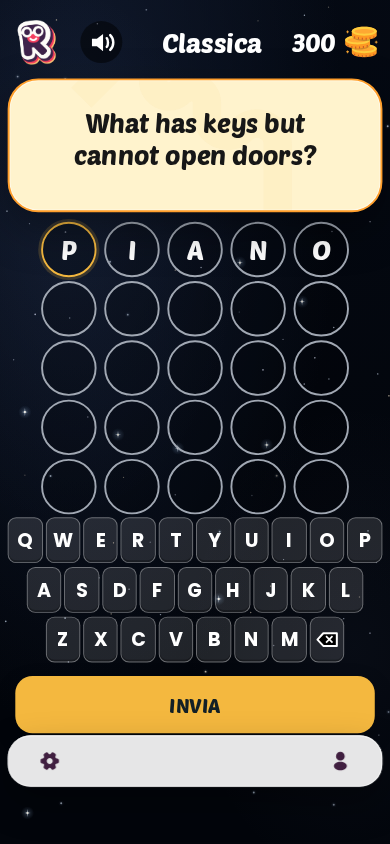 R
Classica
300
What has keys but
cannot open doors?
P I A N O
Q W E R T Y U I O P
A S D F G H J K L
Z X C V B N M
INVIA